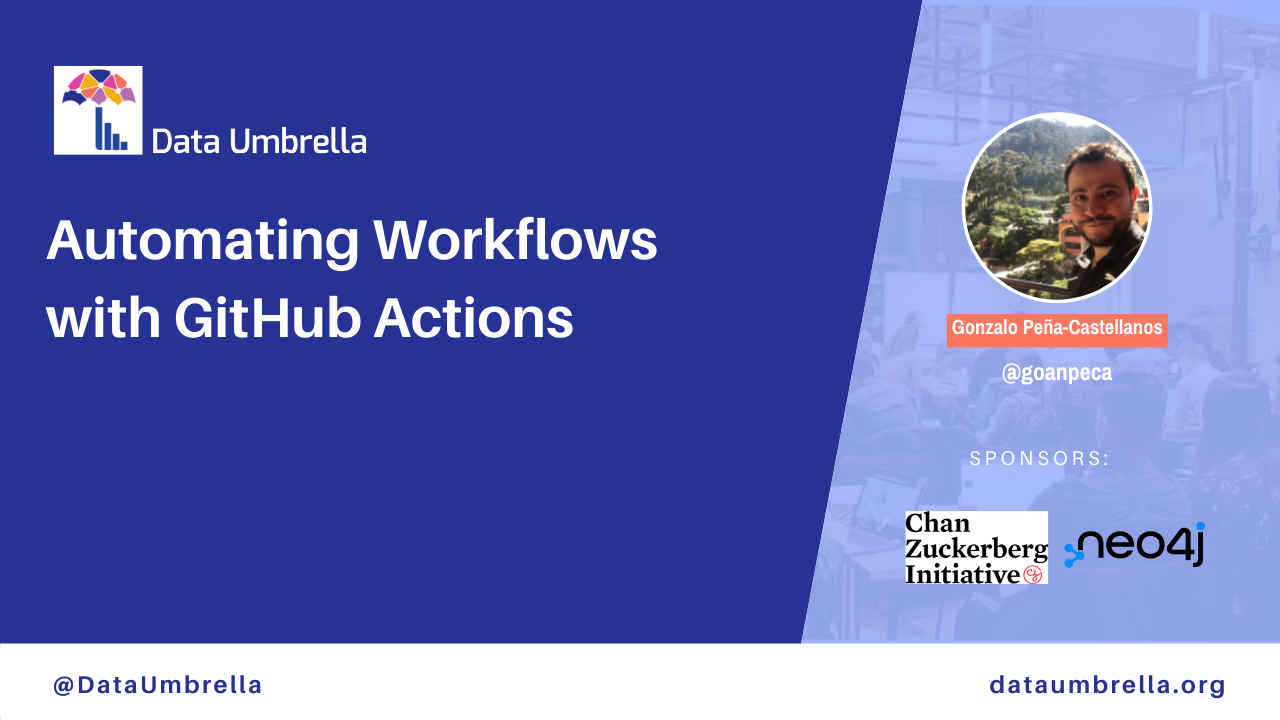 Data Umbrella
Automating Workflows
with GitHub Actions
Gonzalo Peña-Castellanos
@goanpeca
SPONSORS:
Chan
Zuckerberg
Initiative
neo4j
@DataUmbrella
dataumbrella.org